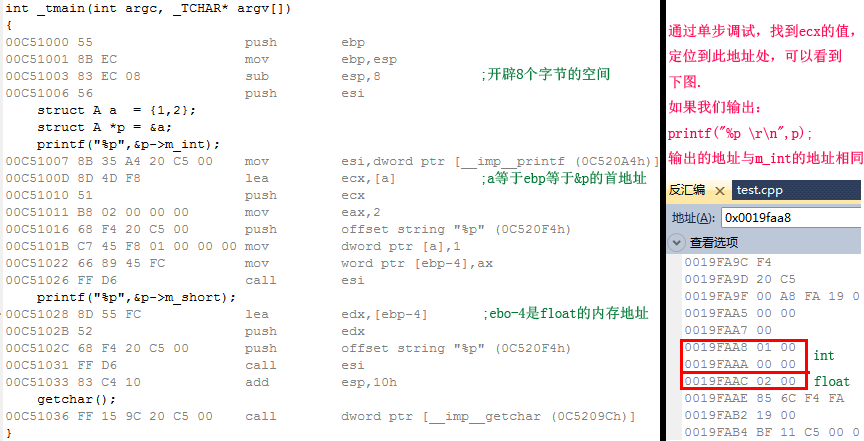 int _tmain(int argc, _TCHAR* argv[])
{
00C51000 55 push ebp
00C51001 8B EC mov ebp,esp
00C51003 83 EC 08 sub esp,8 ;开辟8个字节的空间
00C51006 56 push esi
struct A a = {1,2};
struct A *p = &a;
printf("%p",&p->m_int);
00C51007 8B 35 A4 20 C5 00 mov esi,dword ptr [__imp__printf (0C520A4h)]
00C5100D 8D 4D F8 lea ecx,[a] ;a等于ebp等于&p的首地址
00C51010 51 push ecx
00C51011 B8 02 00 00 00 mov eax,2
00C51016 68 F4 20 C5 00 push offset string "%p" (0C520F4h)
00C5101B C7 45 F8 01 00 00 00 mov dword ptr [a],1
00C51022 66 89 45 FC mov word ptr [ebp-4],ax
00C51026 FF D6 call esi
printf("%p",&p->m_short);
00C51028 8D 55 FC lea edx,[ebp-4] ;ebo-4是float的内存地址
00C5102B 52 push edx
00C5102C 68 F4 20 C5 00 push offset string "%p" (0C520F4h)
00C51031 FF D6 call esi
00C51033 83 C4 10 add esp,10h
getchar();
00C51036 FF 15 9C 20 C5 00 call dword ptr [__imp__getchar (0C5209Ch)]
}
通过单步调试，找到ecx的值，
定位到此地址处，可以看到
下图.
如果我们输出:
printf("%p \r\n",p);
输出的地址与m_int的地址相同
反汇编 test.cpp
地址(A): 0x0019faa8
查看选项
0019FA9C F4
0019FA9D 20 C5
0019FA9F 00 A8 FA 19 0
0019FAA5 00 00
0019FAA7 00
0019FAA8 01 00
int
0019FAAA 00 00
0019FAAC 02 00 float
0019FAAE 85 6C F4 FA
0019FAB2 19 00
0019FAB4 BF 11 C5 00 0